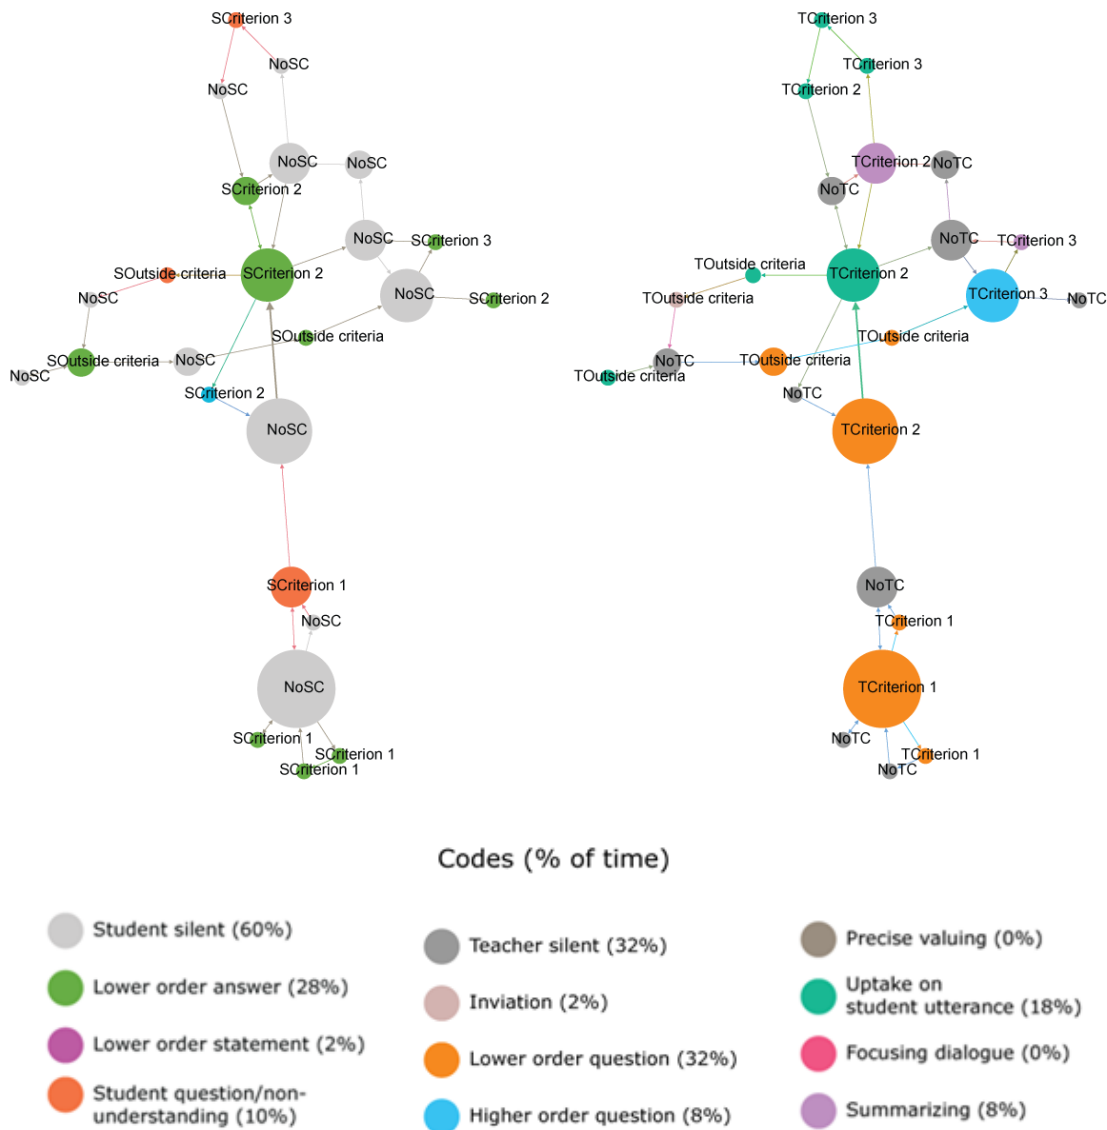 SCriterion 3
NoSC
NoSC
NoSC
NoSC
SCriterion 2
NoSC
SCriterion 3
SOutside criteria
SCriterion 2
NoSC
NoSC
SCriterion 2
SOutside criteria
SOutside criteria
NoSC
NoSC
SCriterion 2
NoSC
SCriterion 1
NoSC
NoSC
SCriterion 1
SCriterion 1
SCriterion 1
TCriterion 3
TCriterion 3
TCriterion 2
TCriterion 2
NoTC
NoTC
NoTC
TCriterion 3
TOutside criteria
TCriterion 2
TCriterion 3
NoTC
TOutside criteria
TOutside criteria
NoTC
TOutside criteria
TOutside criteria
NoTC
TCriterion 2
NoTC
TCriterion 1
TCriterion 1
NoTC
TCriterion 1
NoTC
Codes (% of time)
Student silent (60%)
Lower order answer (28%)
Lower order statement (2%)
Student question/non-
understanding (10%)
Teacher silent (32%)
Inviation (2%)
Lower order question (32%)
Higher order question (8%)
Precise valuing (0%)
Uptake on
student utterance (18%)
Focusing dialogue (0%)
Summarizing (8%)